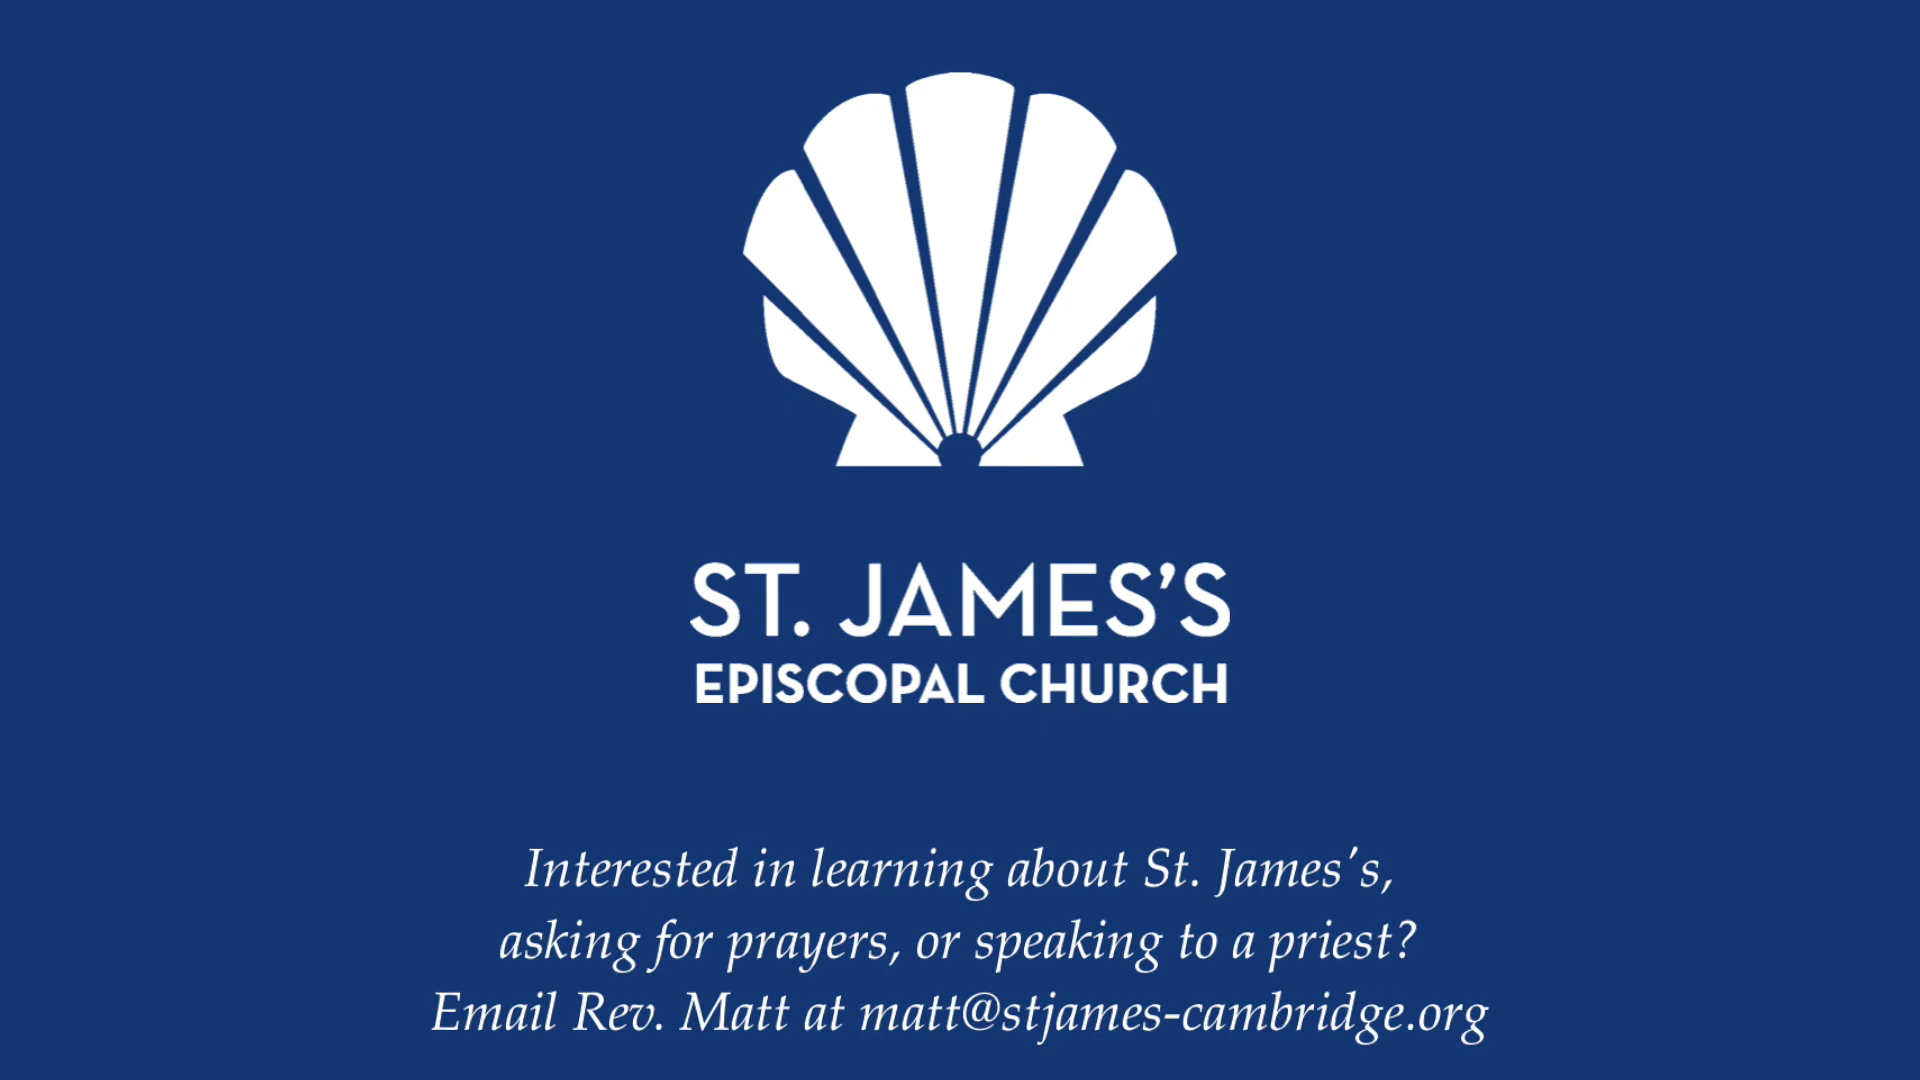 ST. JAMES’S
EPISCOPAL CHURCH
Interested in learning about St. James's,
asking for prayers, or speaking to a priest?
Email Rev. Matt at matt@stjames-cambridge.org